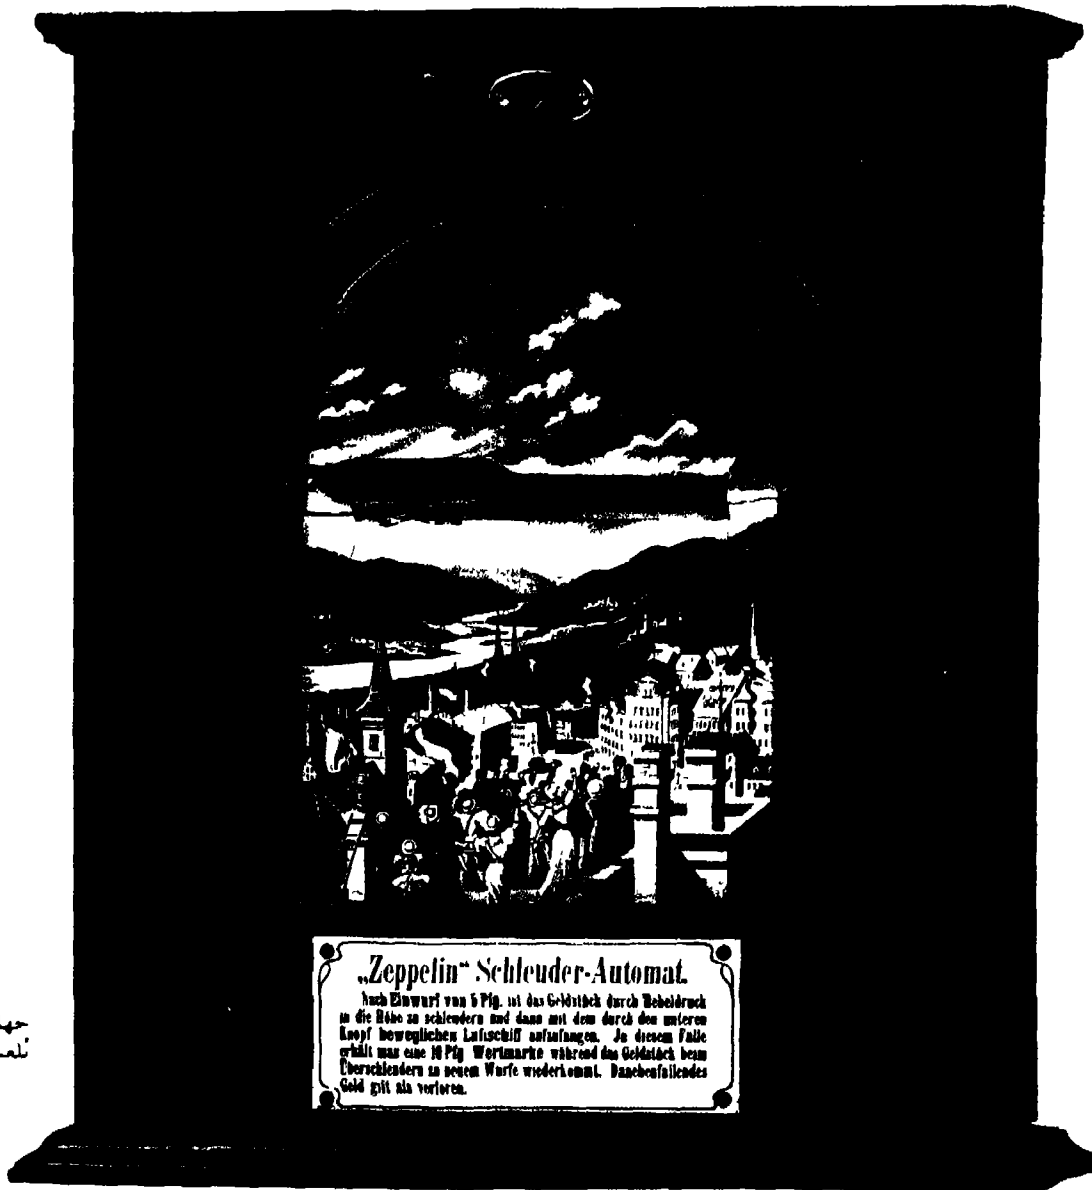 „Zeppelin“ Schleuder-Automat.
Nach Einwurf von 5 Pfg. ist das Geldstück durch Hebeldruck
in die Höhe zu schleudern und dann mit dem durch den unteren
Knopf beweglichen Luftschiff aufzufangen. In diesem Falle
erhält man eine 10 Pfg. Wertmarke während das Geldstück beim
Überschleudern zu neuem Wurfe wiederkommt. Danebenfallendes
Geld gilt als verloren.